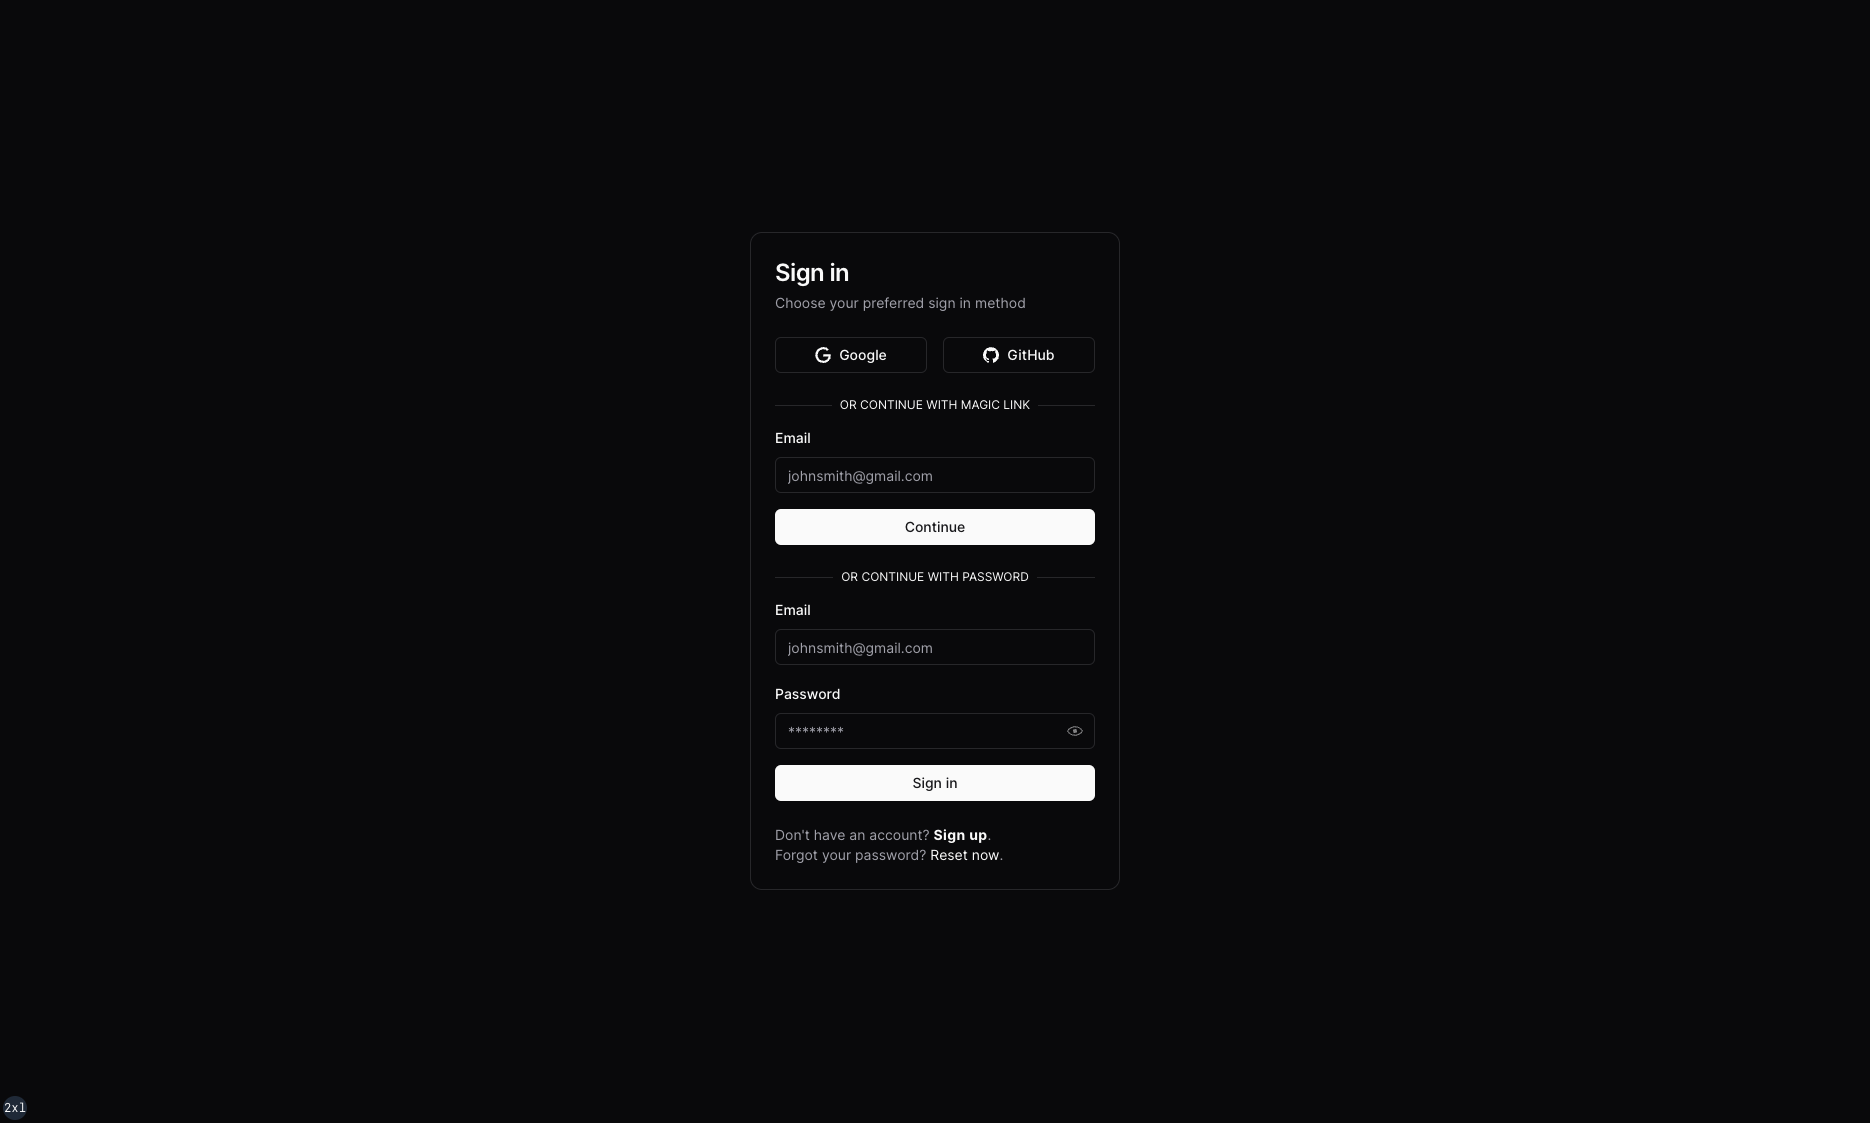 Sign in
Choose your preferred sign in method
Google GitHub
OR CONTINUE WITH MAGIC LINK
Email
johnsmith@gmail.com
Continue
OR CONTINUE WITH PASSWORD
Email
johnsmith@gmail.com
Password
********
Sign in
Don't have an account? Sign up.
Forgot your password? Reset now.
2xl